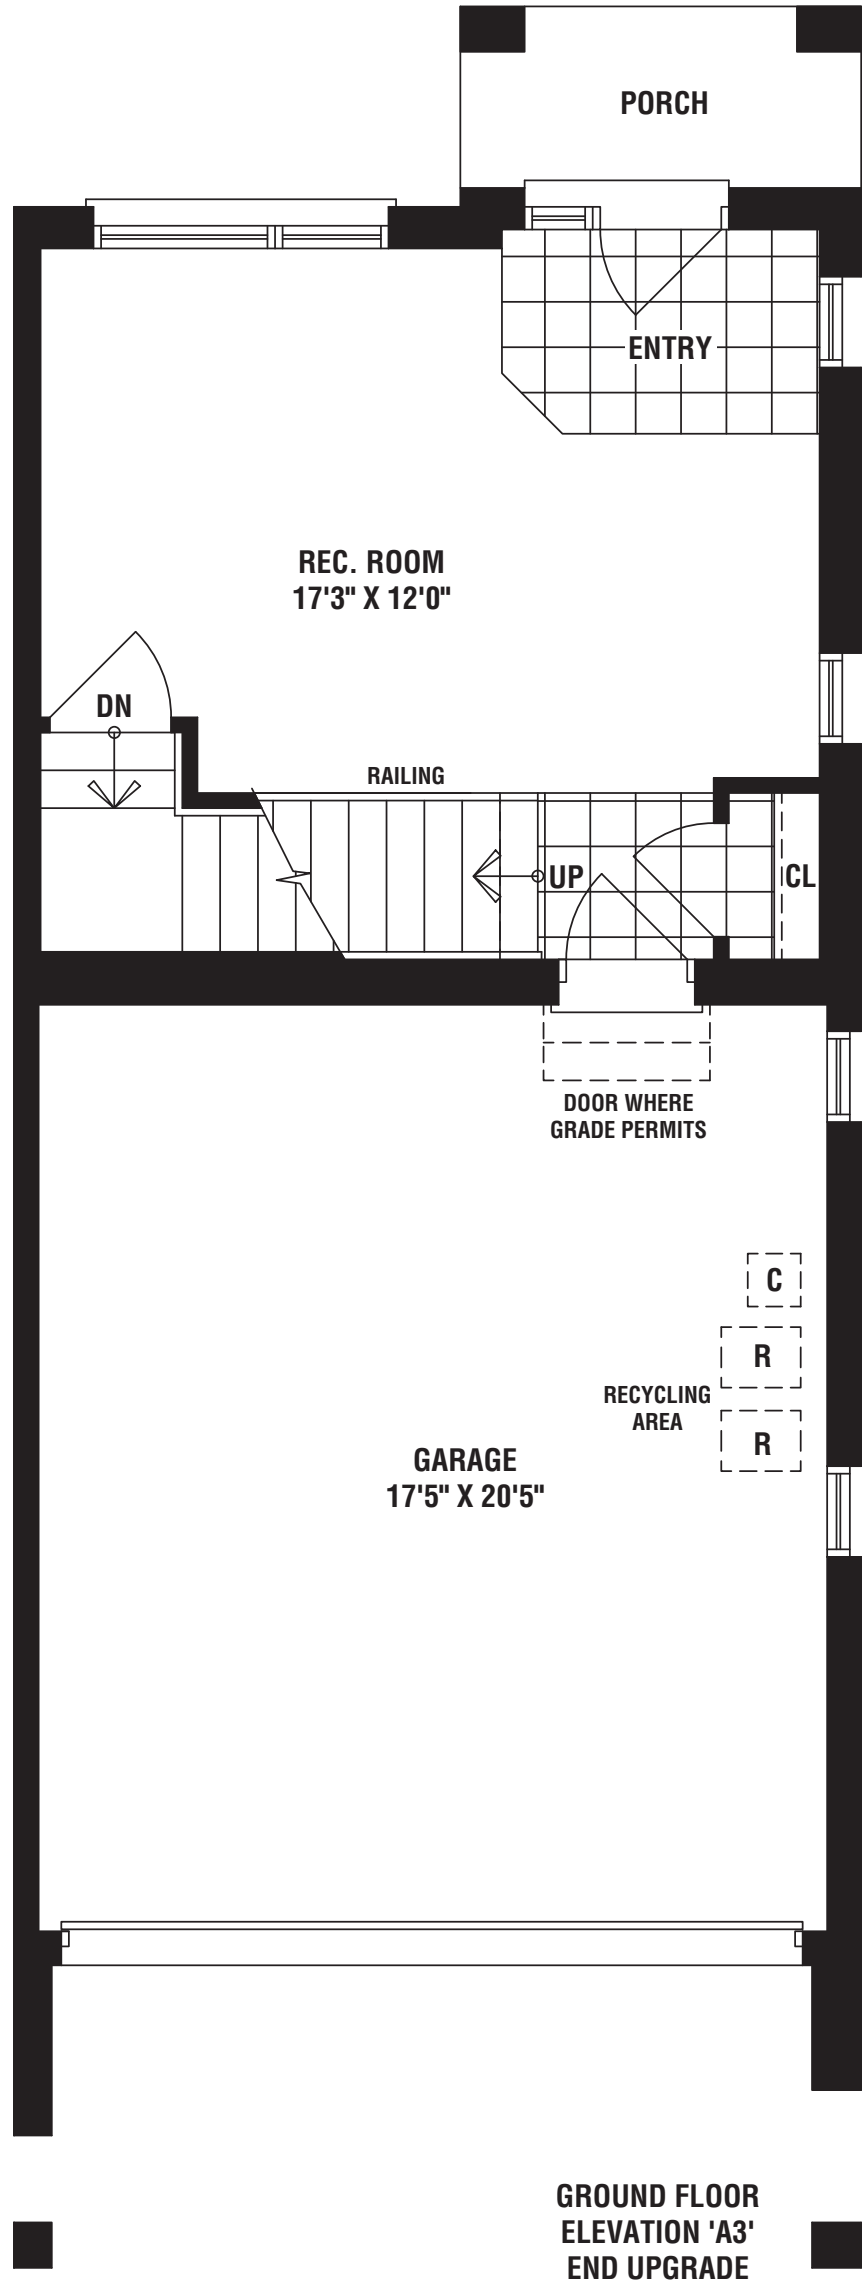 PORCH
ENTRY
REC. ROOM
17'3" X 12'0"
DN
RAILING
UP
CL
DOOR WHERE
GRADE PERMITS
C
R
RECYCLING
AREA
R
GARAGE
17'5" X 20'5"
GROUND FLOOR
ELEVATION 'A3'
END UPGRADE